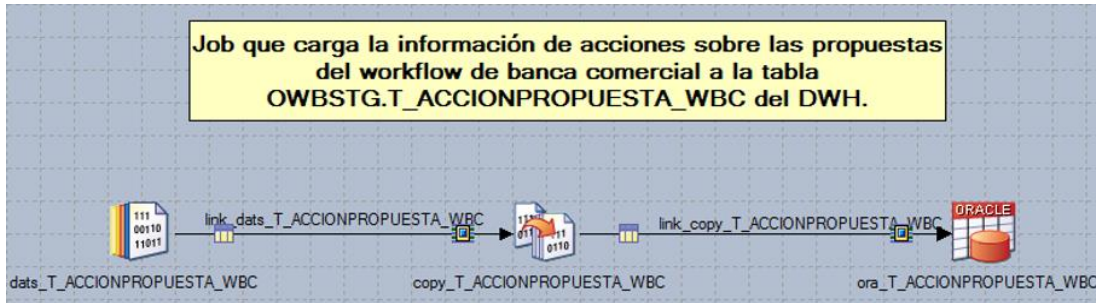 Job que carga la información de acciones sobre las propuestas
del workflow de banca comercial a la tabla
OWBSTG.T_ACCIONPROPUESTA_WBC del DWH.
111
00110
11011
link_dats_T_ACCIONPROPUESTA_WBC
0110
link_copy_T_ACCIONPROPUESTA_WBC
ORACLE
dats_T_ACCIONPROPUESTA_WBC
copy_T_ACCIONPROPUESTA_WBC
ora_T_ACCIONPROPUESTA_WBC